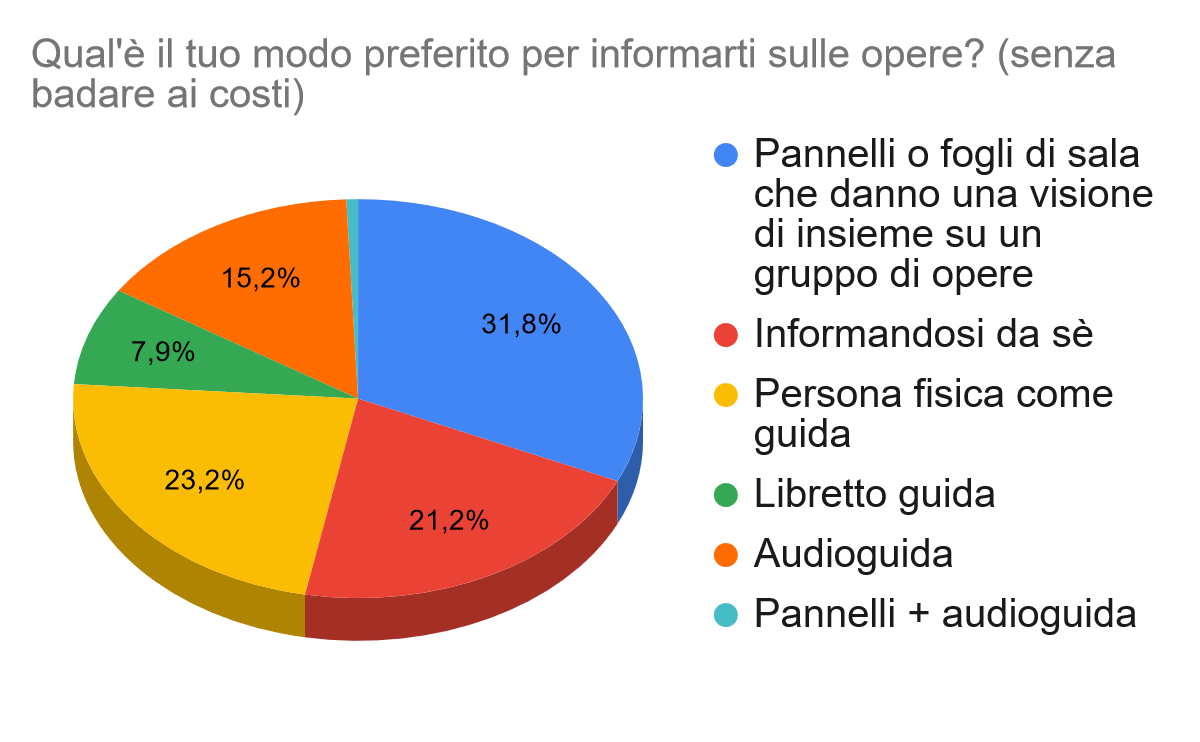 Qual'è il tuo modo preferito per informarti sulle opere? (senza
badare ai costi)
Pannelli o fogli di sala
che danno una visione
di insieme su un
gruppo di opere
Informandosi da sè
Persona fisica come
guida
Libretto guida
Audioguida
Pannelli + audioguida
31,8%
21,2%
23,2%
7,9%
15,2%